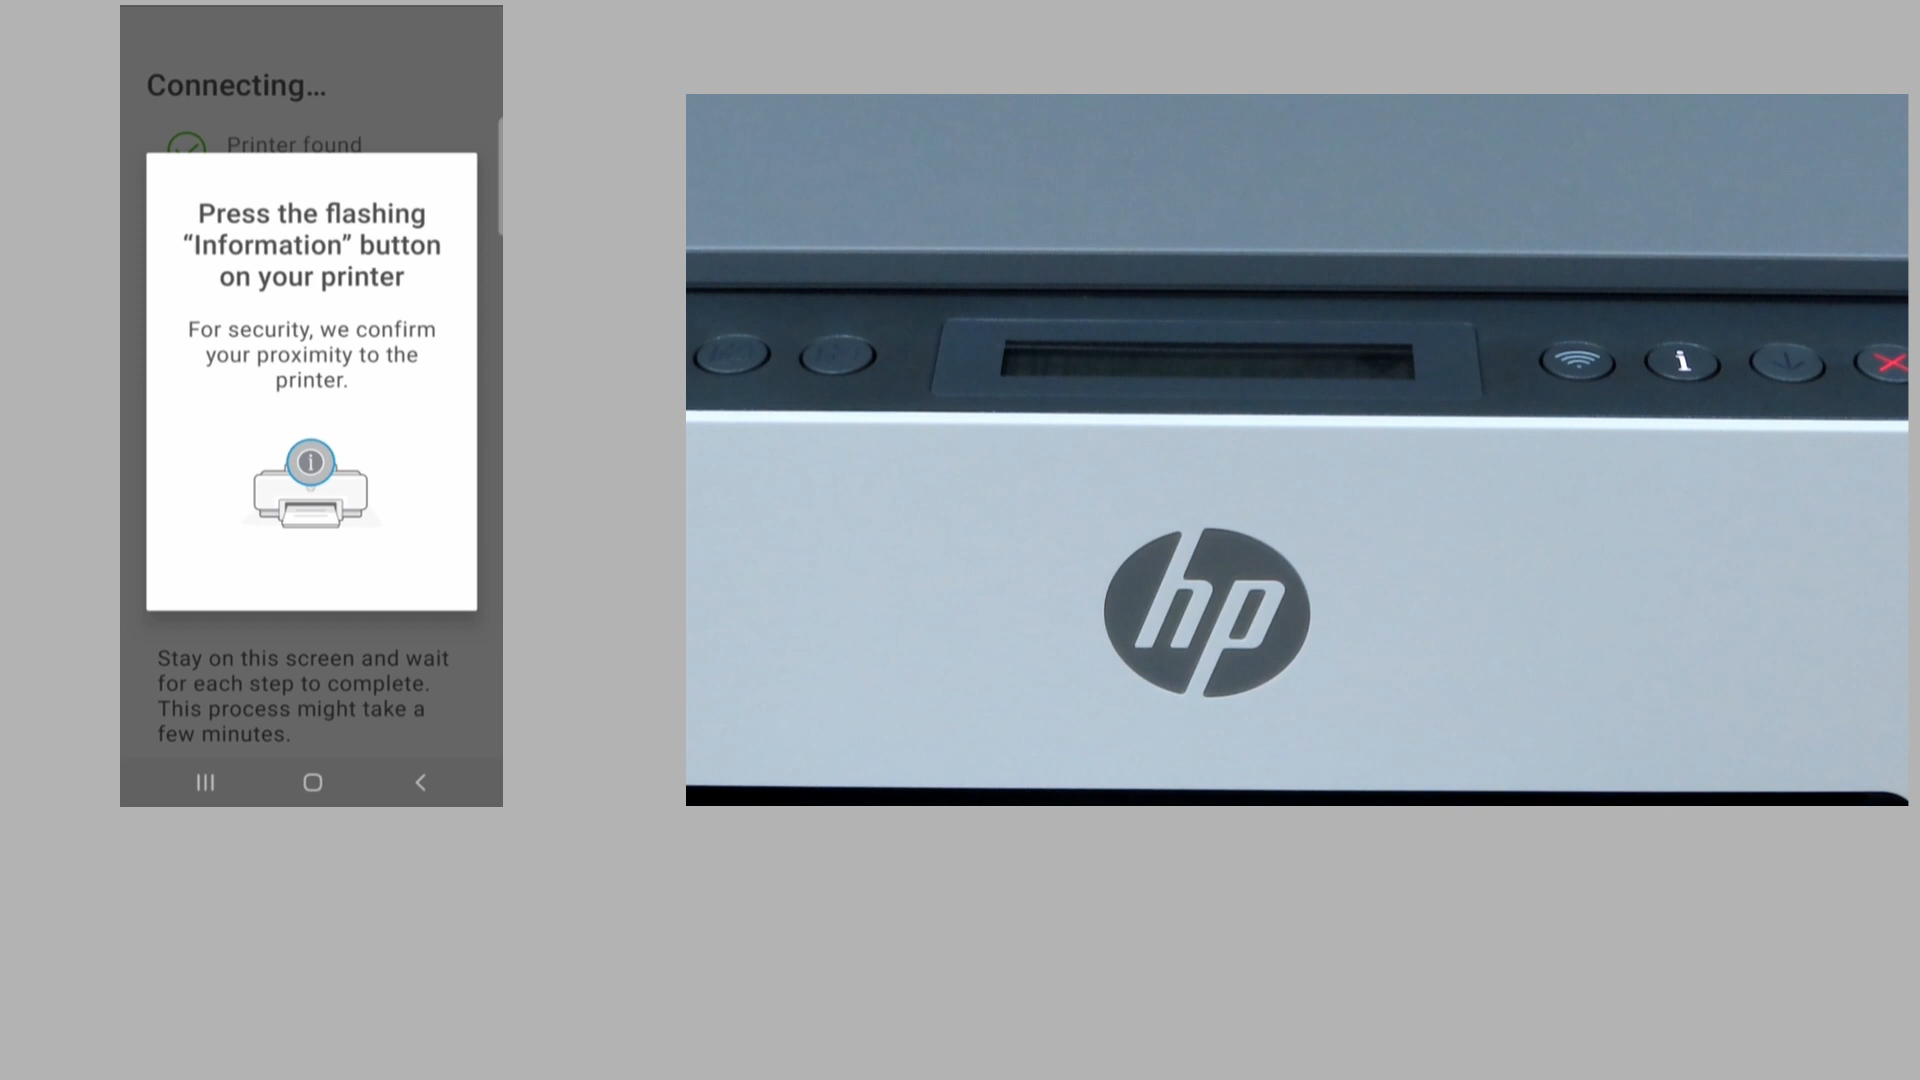 Connecting...
Printer found
Press the flashing
“Information” button
on your printer
For security, we confirm
your proximity to the
printer.
i
Stay on this screen and wait
for each step to complete.
This process might take a
few minutes.
i
hp